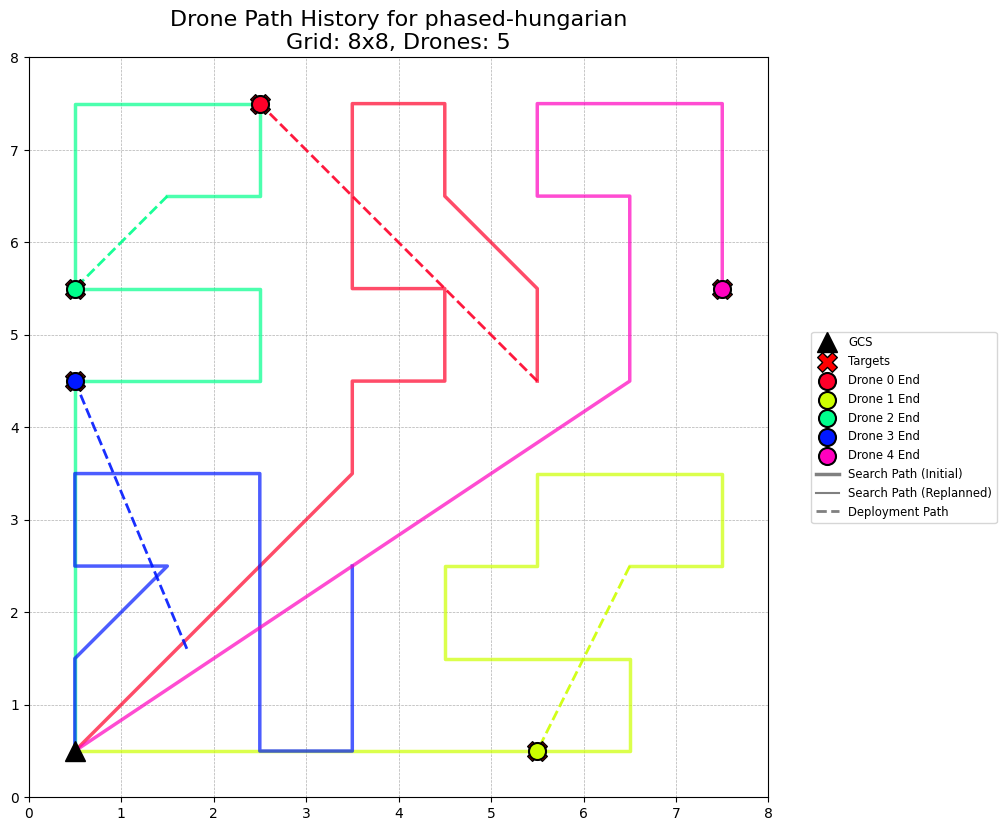 Drone Path History for phased-hungarian
Grid: 8x8, Drones: 5
8
7
6
5
4
3
2
1
0
0 1 2 3 4 5 6 7 8
GCS
Targets
Drone 0 End
Drone 1 End
Drone 2 End
Drone 3 End
Drone 4 End
Search Path (Initial)
Search Path (Replanned)
Deployment Path